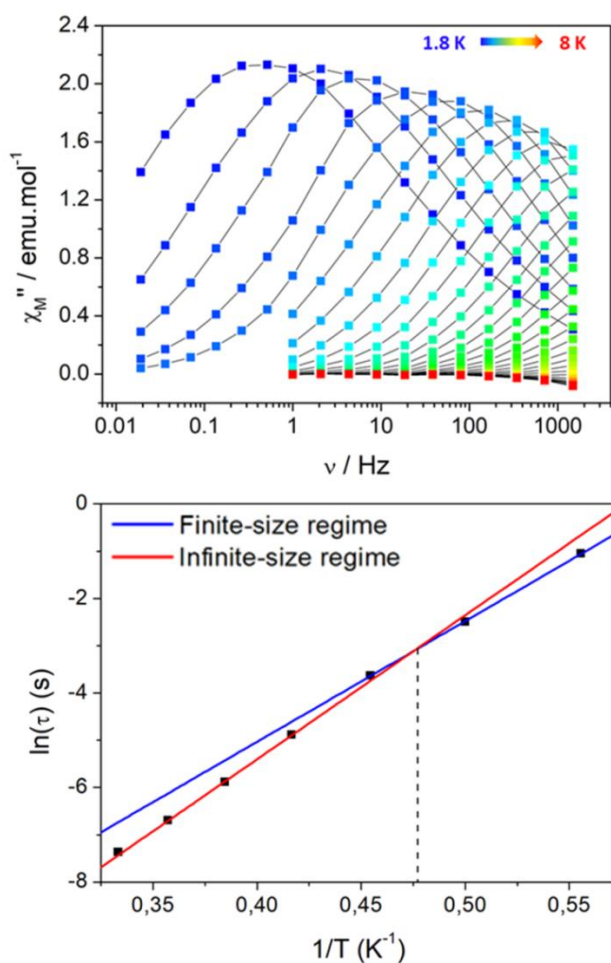 1.8 K 8 K
2.4
2.0
1.6
1.2
0.8
0.4
0.0
χM'' / emu.mol⁻¹
0.01 0.1 1 10 100 1000
ν / Hz
Finite-size regime
Infinite-size regime
0
-2
-4
-6
-8
ln(τ) (s)
0,35 0,40 0,45 0,50 0,55
1/T (K⁻¹)